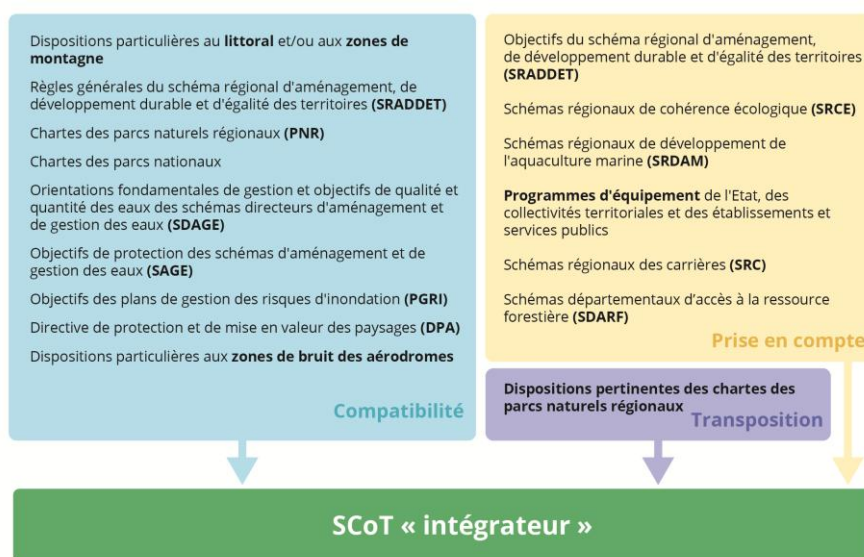 Dispositions particulières au littoral et/ou aux zones de
montagne
Règles générales du schéma régional d'aménagement, de
développement durable et d'égalité des territoires (SRADDET)
Chartes des parcs naturels régionaux (PNR)
Chartes des parcs nationaux
Orientations fondamentales de gestion et objectifs de qualité et
quantité des eaux des schémas directeurs d'aménagement et
de gestion des eaux (SDAGE)
Objectifs de protection des schémas d'aménagement et de
gestion des eaux (SAGE)
Objectifs des plans de gestion des risques d'inondation (PGRI)
Directive de protection et de mise en valeur des paysages (DPA)
Dispositions particulières aux zones de bruit des aérodromes
Compatibilité
Objectifs du schéma régional d'aménagement,
de développement durable et d'égalité des territoires
(SRADDET)
Schémas régionaux de cohérence écologique (SRCE)
Schémas régionaux de développement de
l'aquaculture marine (SRDAM)
Programmes d'équipement de l'Etat, des
collectivités territoriales et des établissements et
services publics
Schémas régionaux des carrières (SRC)
Schémas départementaux d’accès à la ressource
forestière (SDARF)
Prise en compte
Dispositions pertinentes des chartes des
parcs naturels régionaux
Transposition
SCoT « intégrateur »